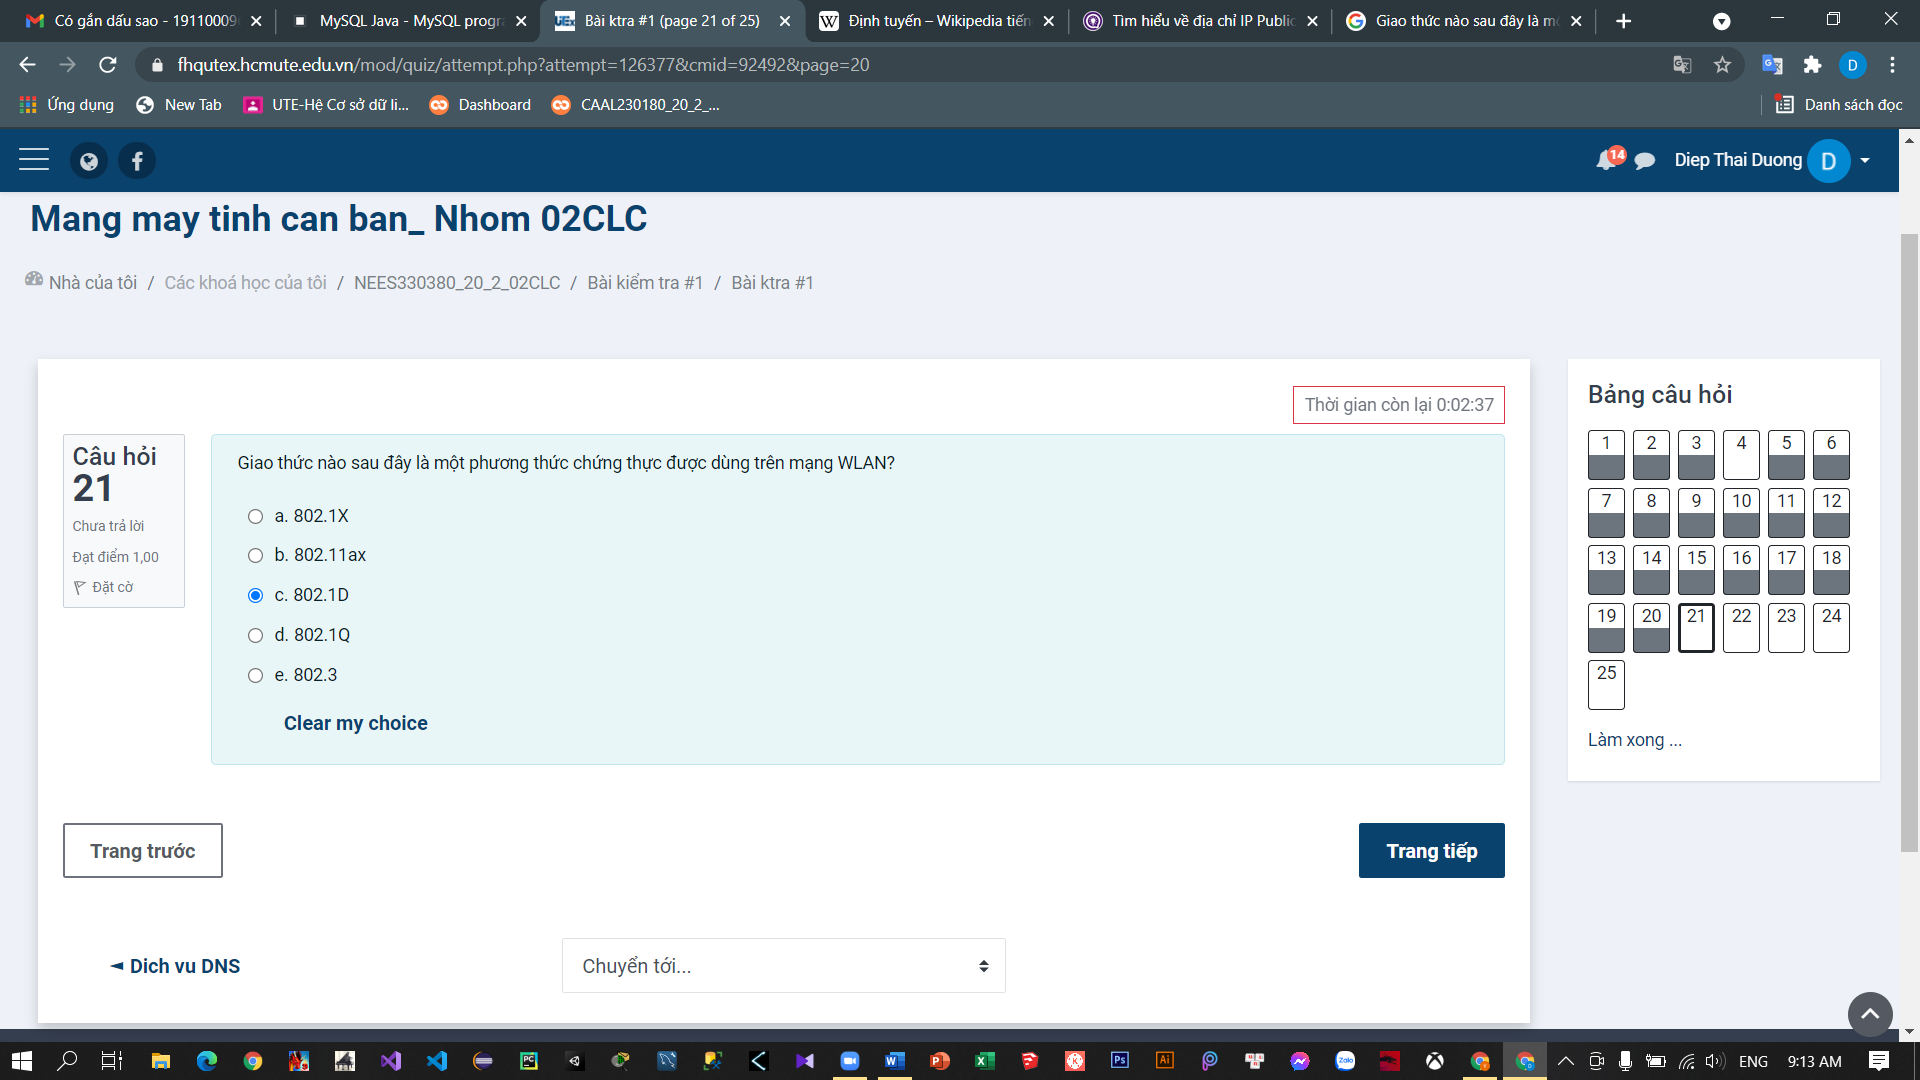 Có gắn dấu sao - 19110009
MySQL Java - MySQL progra
Bài ktra #1 (page 21 of 25)
Định tuyến – Wikipedia tiến
Tìm hiểu về địa chỉ IP Public
Giao thức nào sau đây là mộ
fhqutex.hcmute.edu.vn/mod/quiz/attempt.php?attempt=126377&cmid=92492&page=20
D
Ứng dụng
New Tab
UTE-Hệ Cơ sở dữ li...
Dashboard
CAAL230180_20_2_...
Danh sách đọc
14
Diep Thai Duong
D
Mang may tinh can ban_ Nhom 02CLC
Nhà của tôi / Các khoá học của tôi / NEES330380_20_2_02CLC / Bài kiểm tra #1 / Bài ktra #1
Thời gian còn lại 0:02:37
Câu hỏi
21
Chưa trả lời
Đạt điểm 1,00
Đặt cờ
Giao thức nào sau đây là một phương thức chứng thực được dùng trên mạng WLAN?
a. 802.1X
b. 802.11ax
c. 802.1D
d. 802.1Q
e. 802.3
Clear my choice
Bảng câu hỏi
1 2 3 4 5 6
7 8 9 10 11 12
13 14 15 16 17 18
19 20 21 22 23 24
25
Làm xong ...
Trang trước
Trang tiếp
◄ Dich vu DNS
Chuyển tới...
ENG
9:13 AM